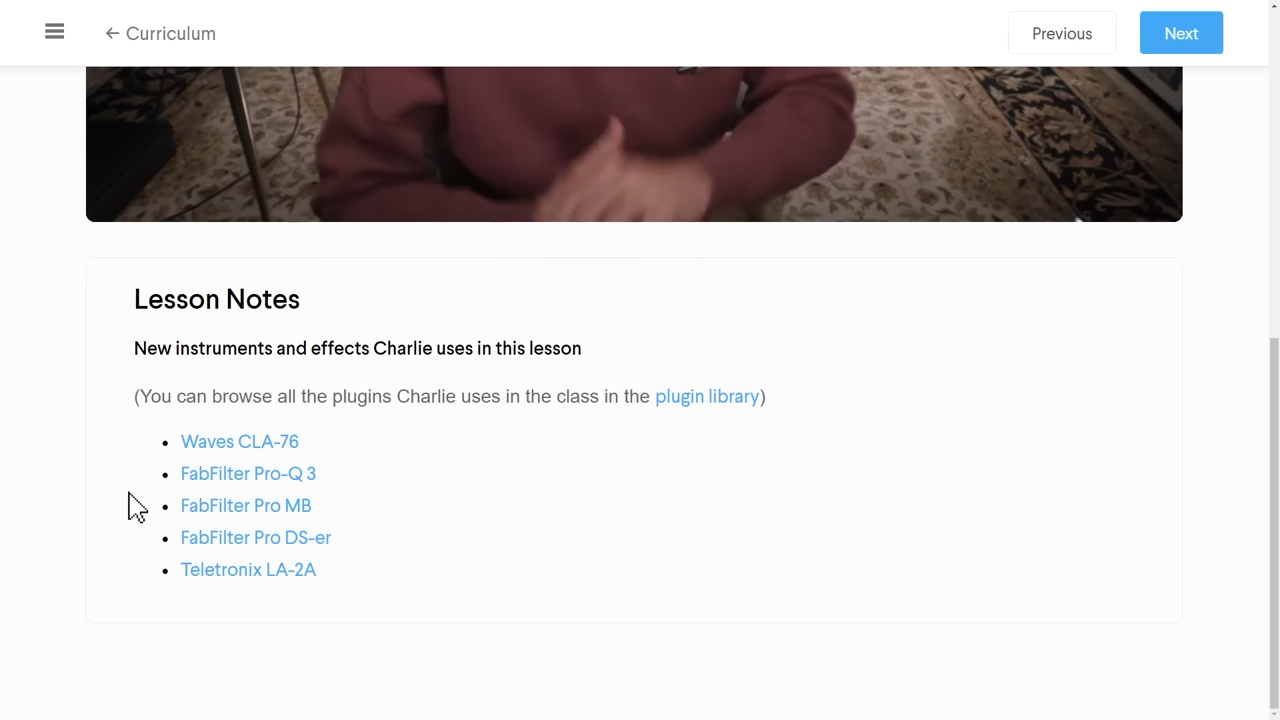 ← Curriculum
Previous
Next
Lesson Notes
New instruments and effects Charlie uses in this lesson
(You can browse all the plugins Charlie uses in the class in the plugin library)
• Waves CLA-76
• FabFilter Pro-Q 3
• FabFilter Pro MB
• FabFilter Pro DS-er
• Teletronix LA-2A